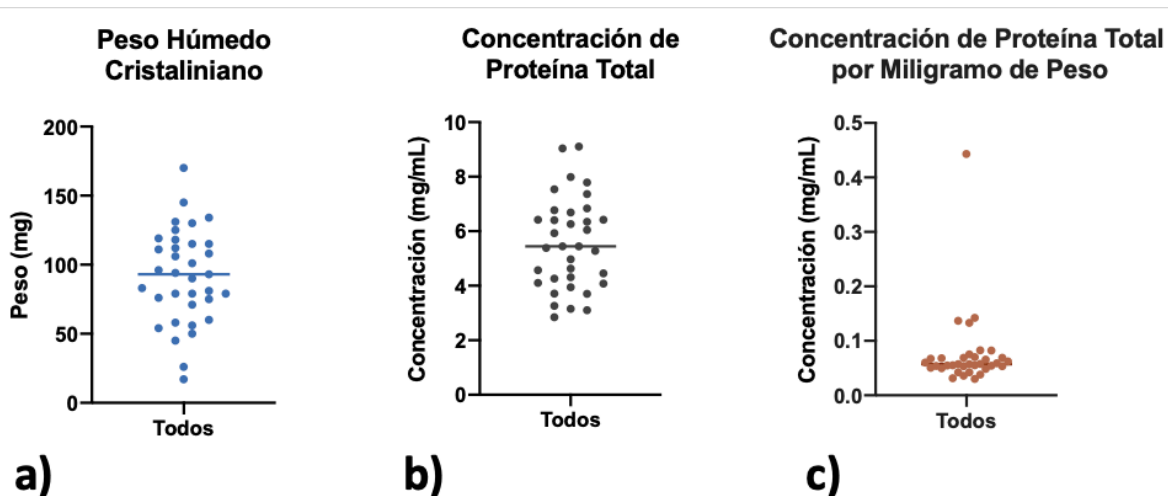 Peso Húmedo
Cristaliniano
Peso (mg)
200
150
100
50
0
Todos
a)
Concentración de
Proteína Total
Concentración (mg/mL)
10
8
6
4
2
0
Todos
b)
Concentración de Proteína Total
por Miligramo de Peso
Concentración (mg/mL)
0.5
0.4
0.3
0.2
0.1
0.0
Todos
c)